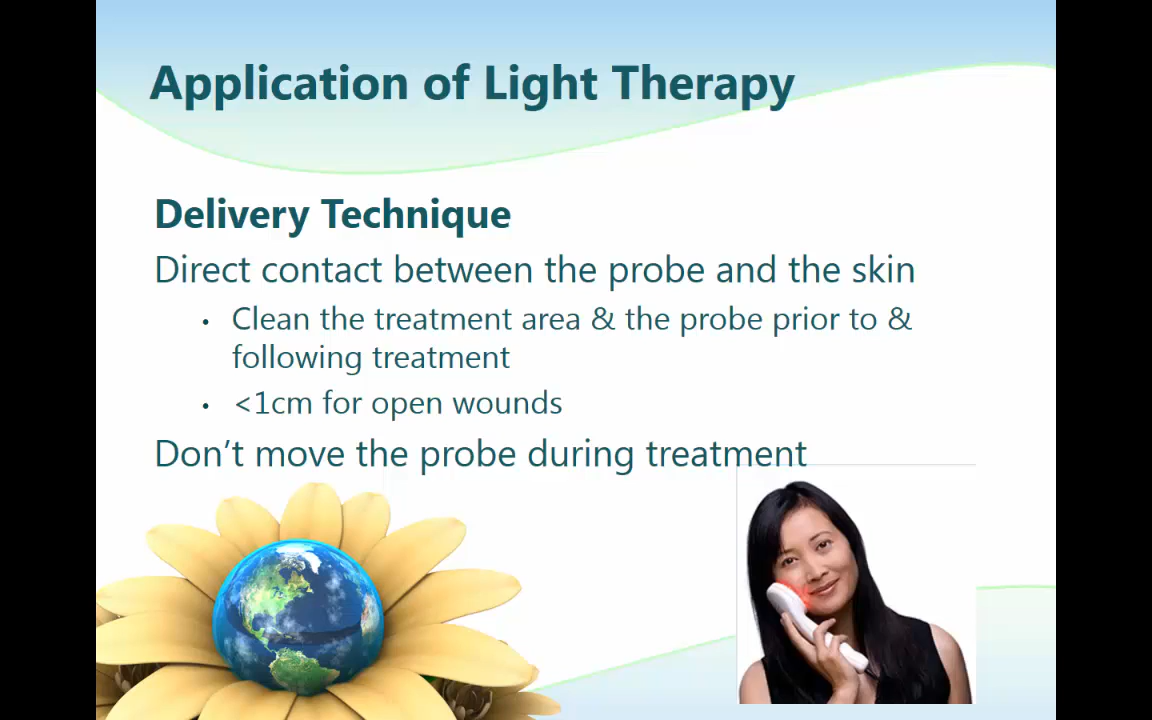 Application of Light Therapy
Delivery Technique
Direct contact between the probe and the skin
• Clean the treatment area & the probe prior to &
following treatment
• <1cm for open wounds
Don’t move the probe during treatment